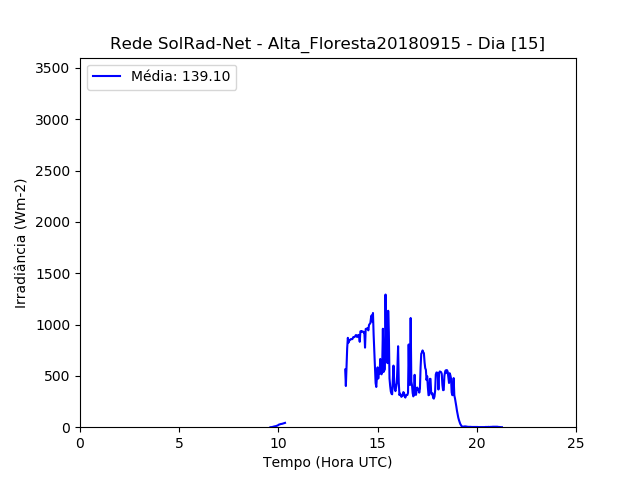 Rede SolRad-Net - Alta_Floresta20180915 - Dia [15]
Média: 139.10
3500
3000
2500
2000
1500
1000
500
0
Irradiância (Wm-2)
0 5 10 15 20 25
Tempo (Hora UTC)